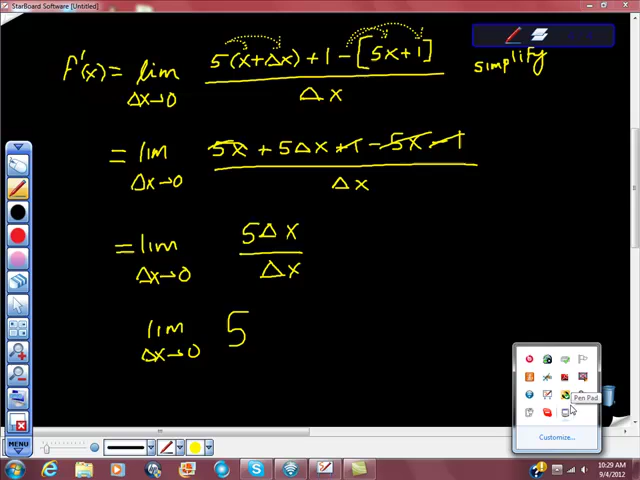 StarBoard Software [Untitled]
f'(x) = lim Δx→0 5(x+Δx)+1-[5x+1] / Δx
simplify
= lim Δx→0 5x + 5Δx +1 - 5x - 1 / Δx
= lim Δx→0 5Δx / Δx
lim Δx→0 5
Pen Pad
Customize...
MENU
10:29 AM
9/4/2012